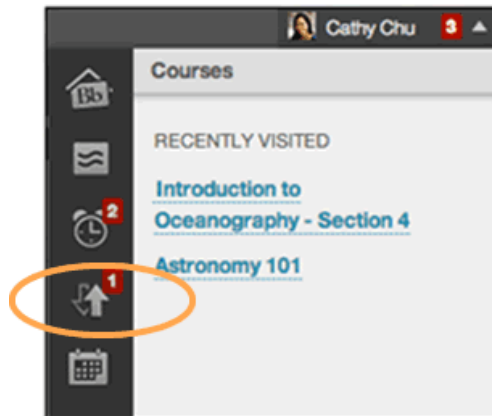 Cathy Chu 3
Bb
Courses
RECENTLY VISITED
Introduction to
2
Oceanography - Section 4
Astronomy 101
1